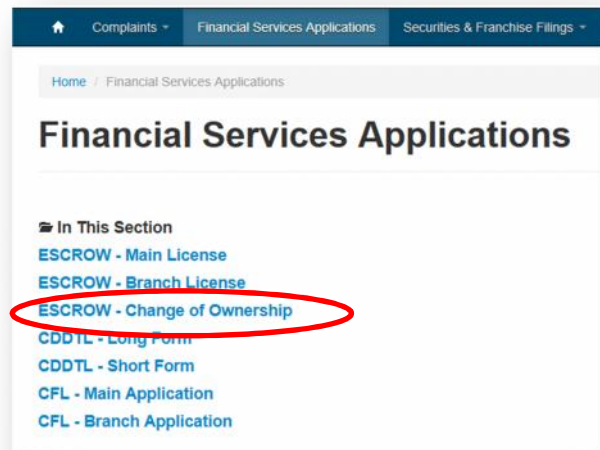 Complaints Financial Services Applications Securities & Franchise Filings
Home / Financial Services Applications
Financial Services Applications
In This Section
ESCROW - Main License
ESCROW - Branch License
ESCROW - Change of Ownership
CDDTL - Long Form
CDDTL - Short Form
CFL - Main Application
CFL - Branch Application